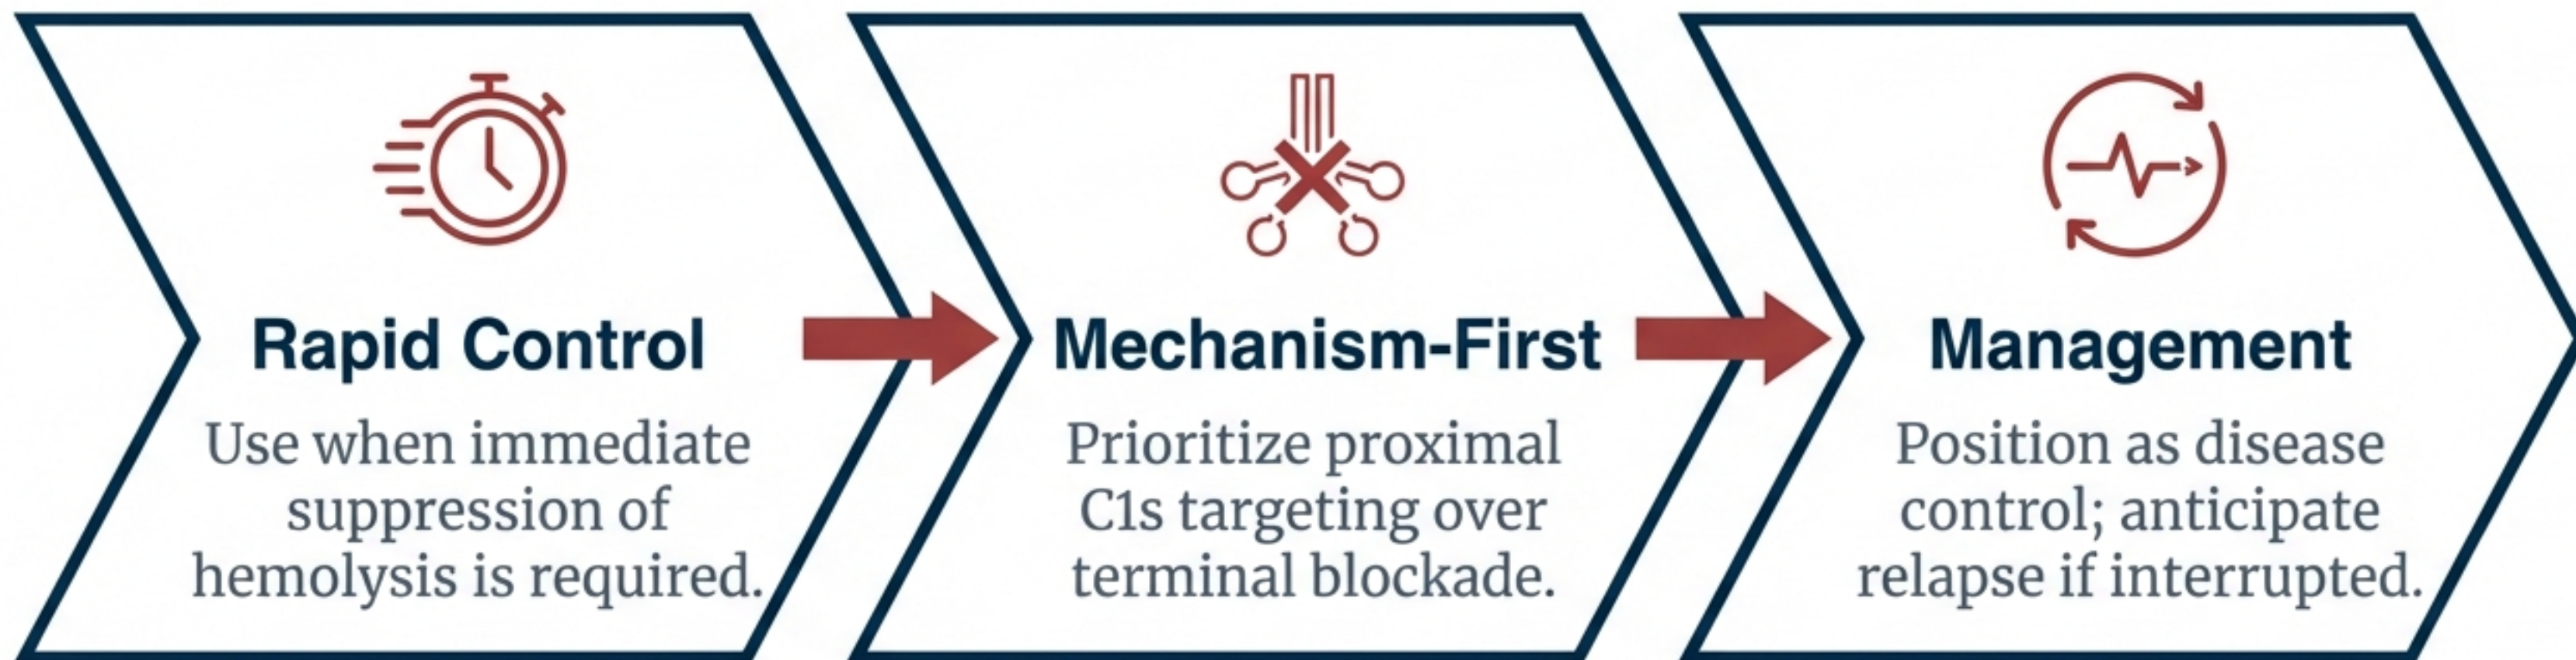 Rapid Control
Use when immediate
suppression of
hemolysis is required.
Mechanism-First
Prioritize proximal
C1s targeting over
terminal blockade.
Management
Position as disease
control; anticipate
relapse if interrupted.